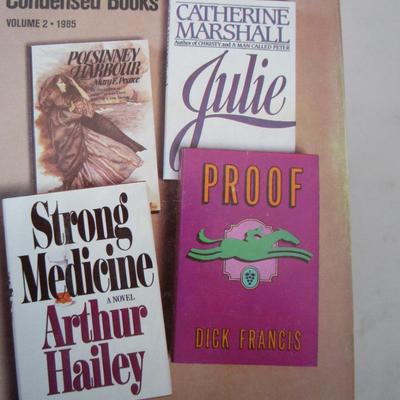 Condensed Books
VOLUME 2 • 1985
POLSINNEY
HARBOUR
Mary E. Pearce
CATHERINE
MARSHALL
Author of CHRISTY and A MAN CALLED PETER
Julie
Strong
Medicine
A NOVEL
Arthur
Hailey
PROOF
DICK FRANCIS